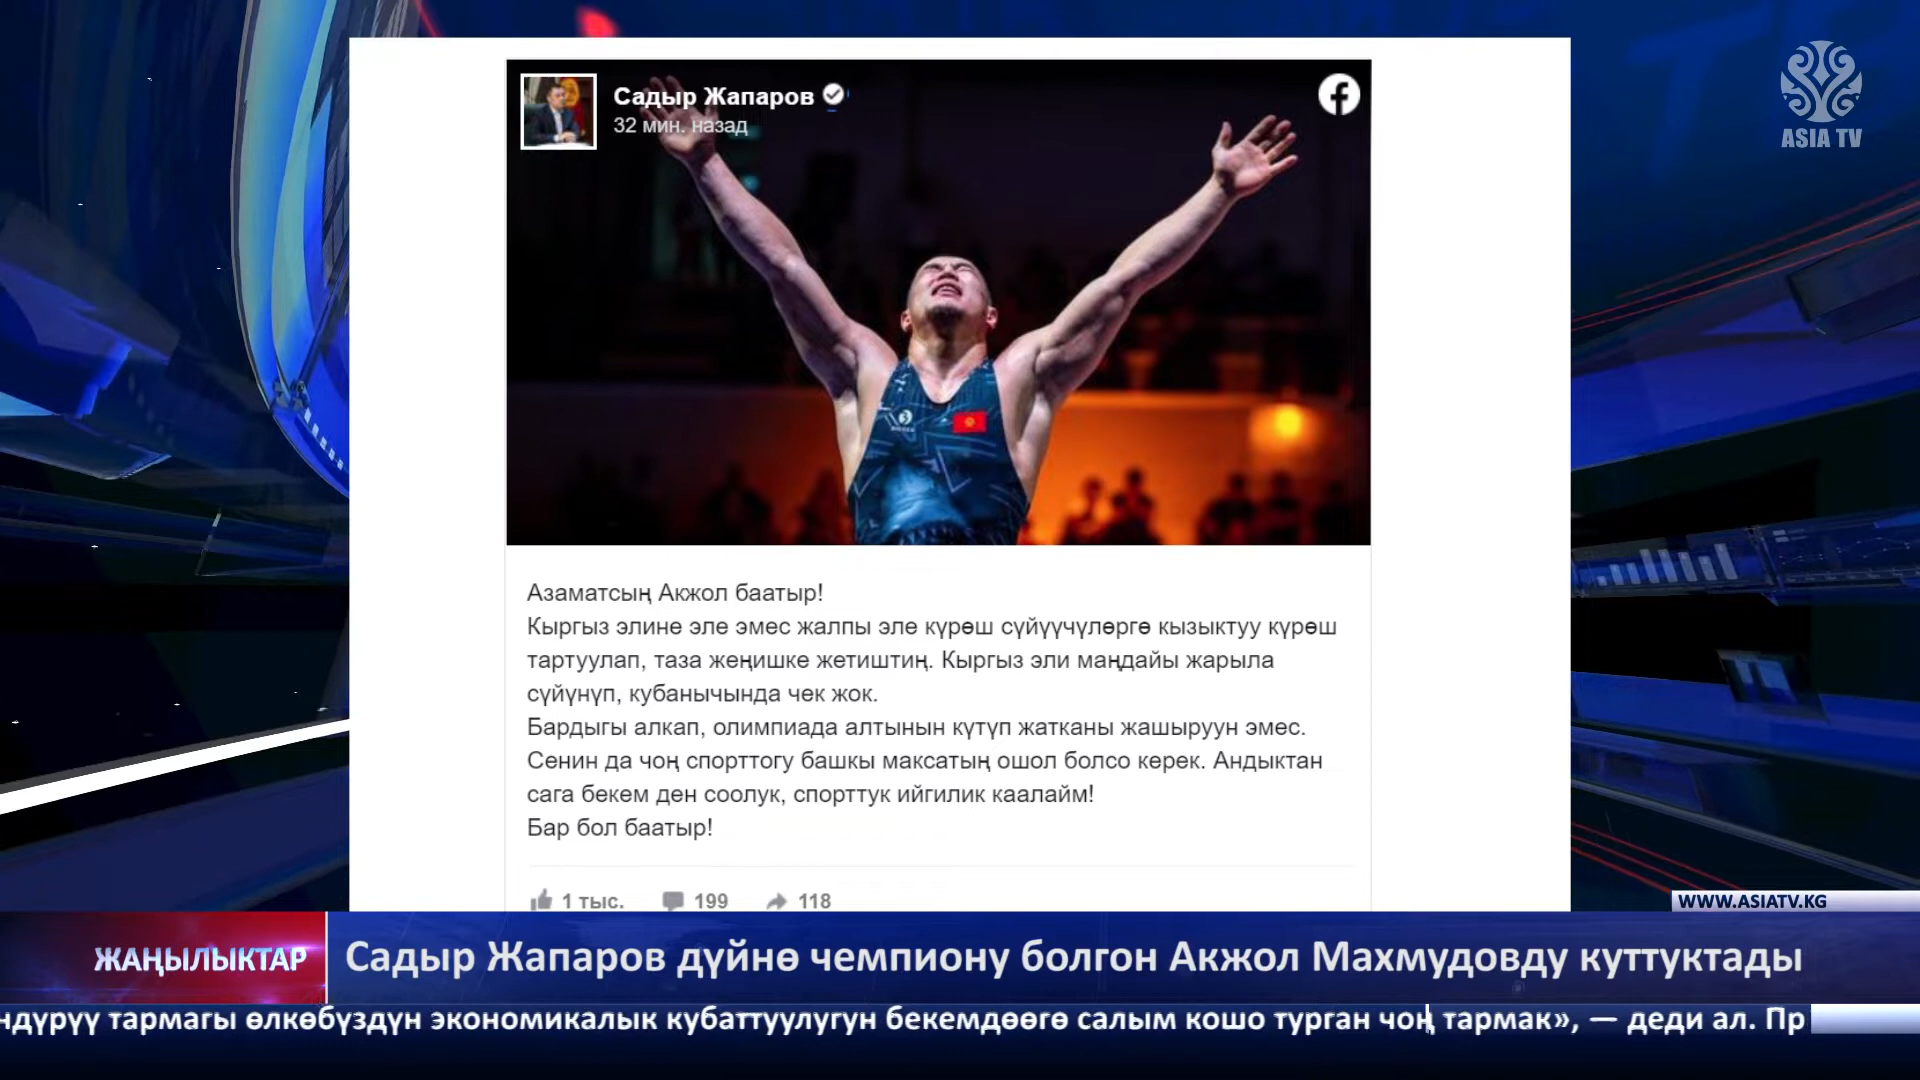 Садыр Жапаров
32 мин. назад
ASIA TV
Азаматсың Акжол баатыр!
Кыргыз элине эле эмес жалпы эле күрөш сүйүүчүлөргө кызыктуу күрөш
тартуулап, таза жеңишке жетиштиң. Кыргыз эли маңдайы жарыла
сүйүнүп, кубанычында чек жок.
Бардыгы алкап, олимпиада алтынын күтүп жатканы жашыруун эмес.
Сенин да чоң спорттогу башкы максатың ошол болсо керек. Андыктан
сага бекем ден соолук, спорттук ийгилик каалайм!
Бар бол баатыр!
1 тыс. 199 118
WWW.ASIATV.KG
ЖАҢЫЛЫКТАР
Садыр Жапаров дүйнө чемпиону болгон Акжол Махмудовду куттуктады
ндүрүү тармагы өлкөбүздүн экономикалык кубаттуулугун бекемдөөгө салым кошо турган чоң тармак», — деди ал. Пр